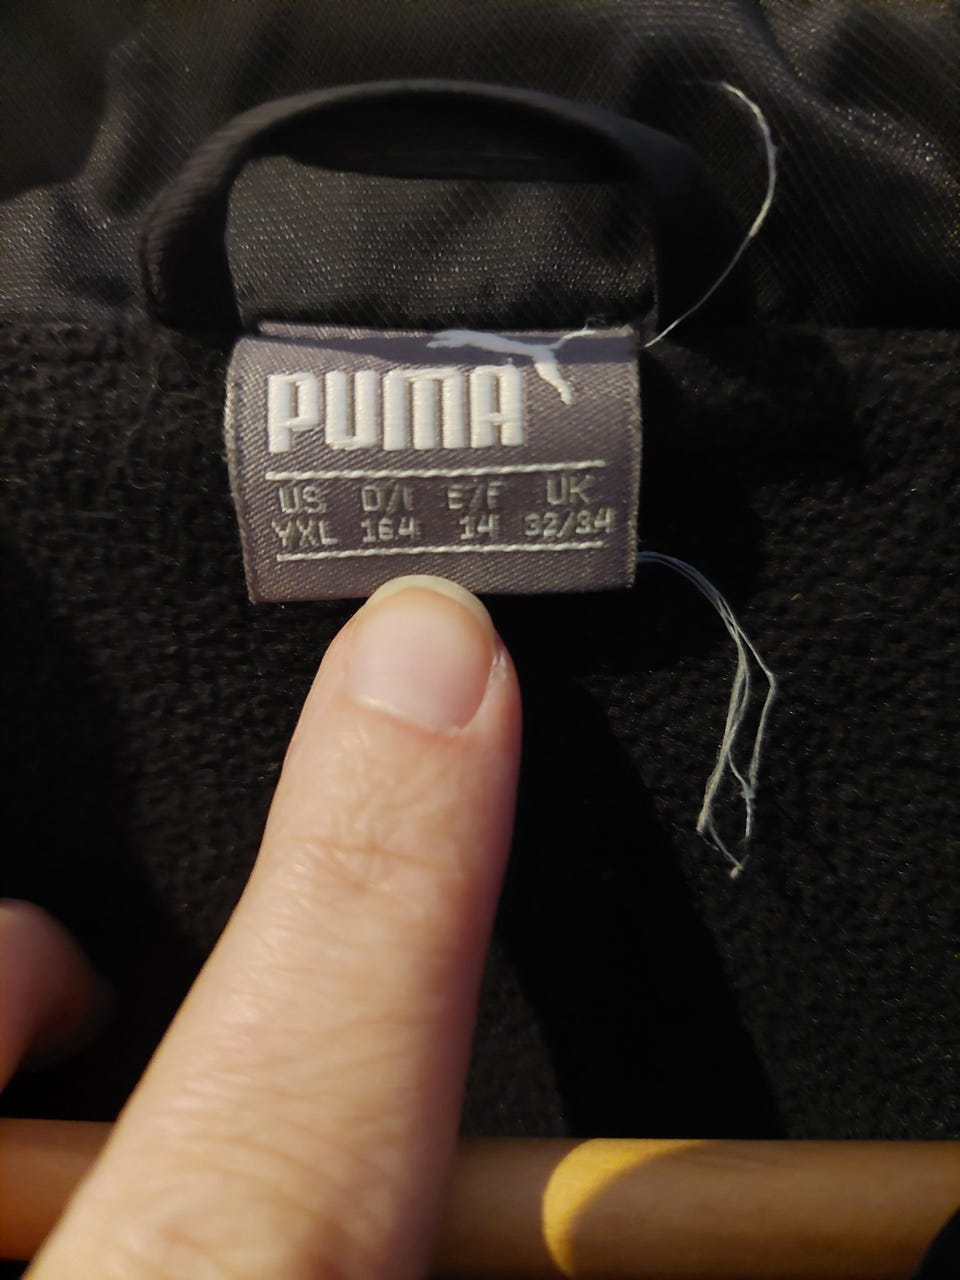 PUMA
US D/I E/F UK
YXL 164 14 32/34